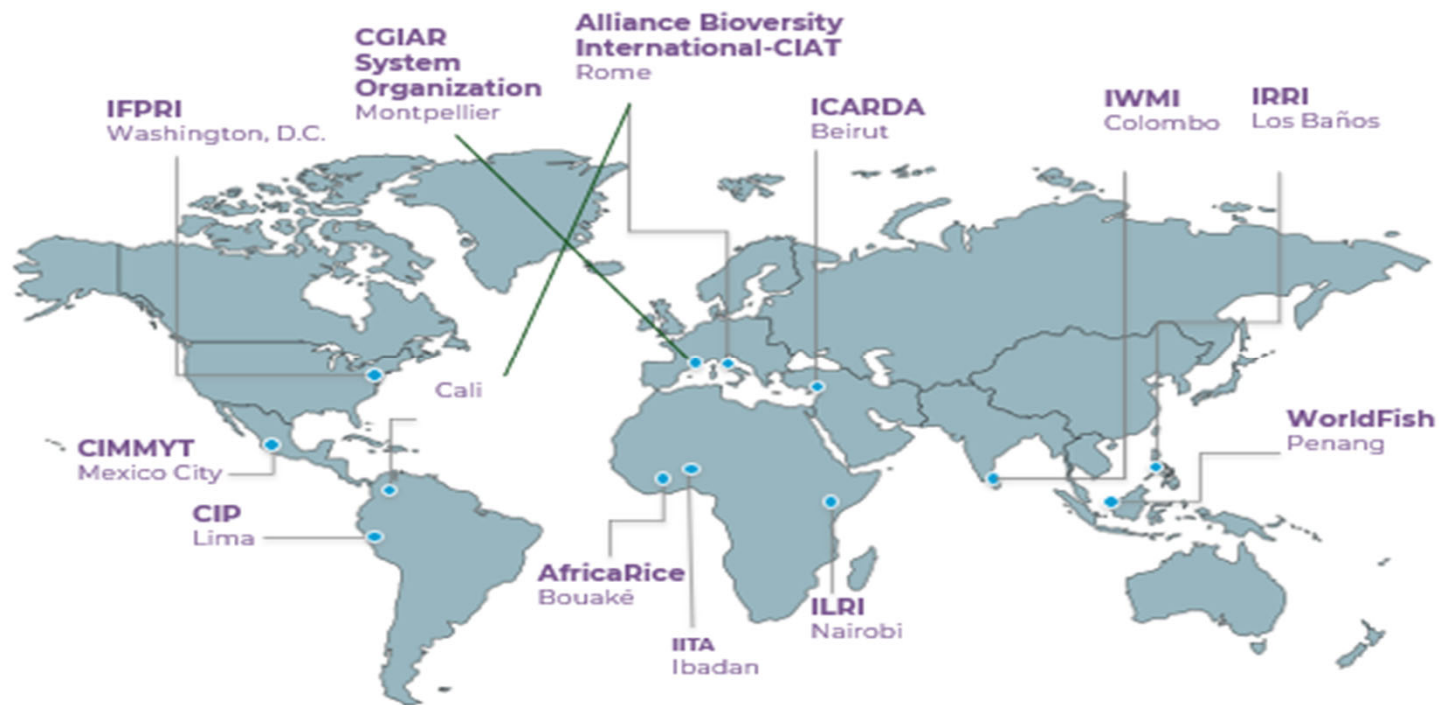 CGIAR
System
Organization
Montpellier
Alliance Bioversity
International-CIAT
Rome
IFPRI
Washington, D.C.
ICARDA
Beirut
IWMI
Colombo
IRRI
Los Baños
Cali
CIMMYT
Mexico City
WorldFish
Penang
CIP
Lima
AfricaRice
Bouaké
ILRI
Nairobi
IITA
Ibadan